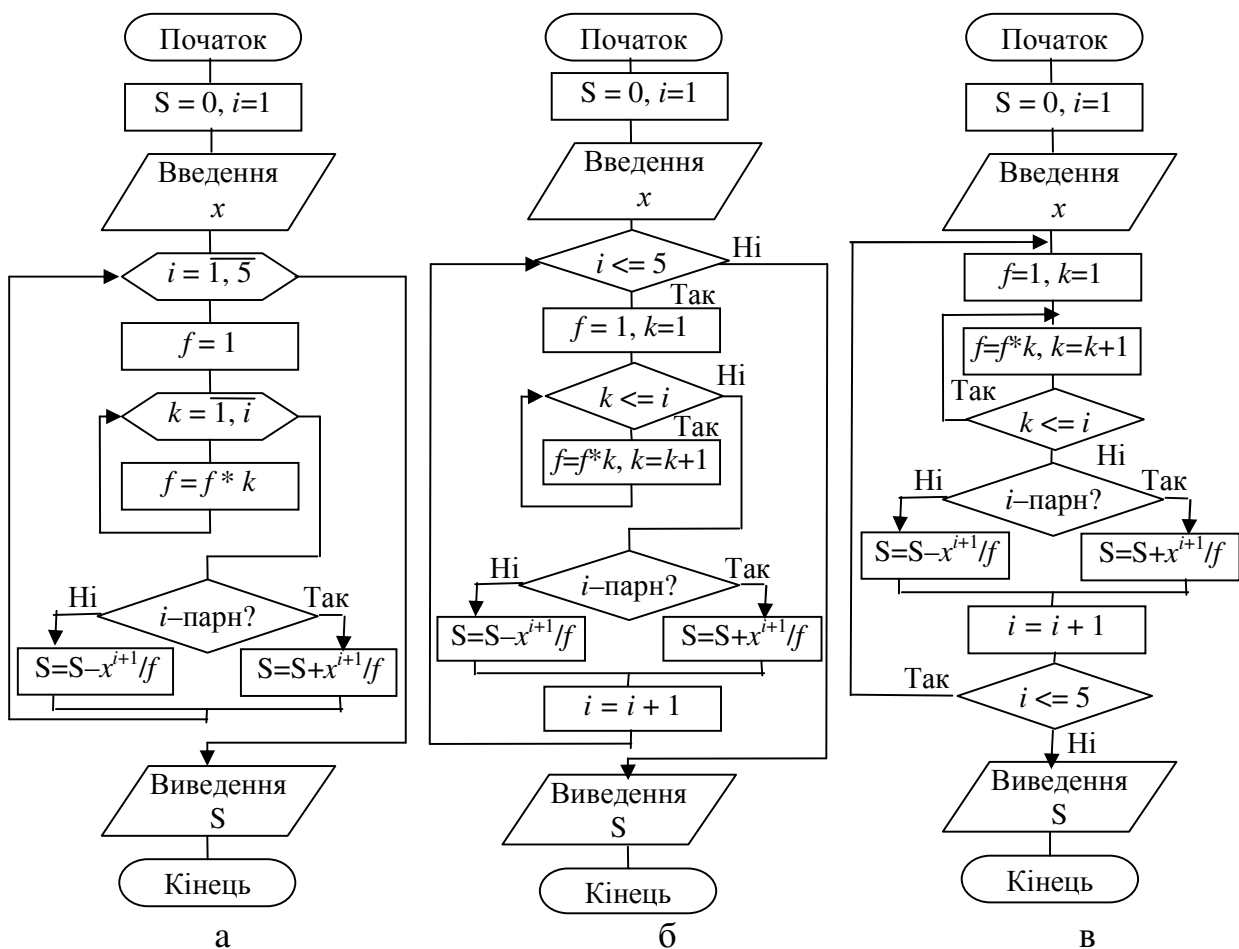 Початок
S = 0, i=1
Введення
x
i = 1, 5
f = 1
k = 1, i
f = f * k
i–парн?
Ні
Так
S=S–x^{i+1}/f
S=S+x^{i+1}/f
Виведення
S
Кінець
а
Початок
S = 0, i=1
Введення
x
i <= 5
Ні
Так
f = 1, k=1
k <= i
Ні
Так
f=f*k, k=k+1
i–парн?
Ні
Так
S=S–x^{i+1}/f
S=S+x^{i+1}/f
i = i + 1
Виведення
S
Кінець
б
Початок
S = 0, i=1
Введення
x
f=1, k=1
f=f*k, k=k+1
Так
k <= i
Ні
Ні
i–парн?
Так
S=S–x^{i+1}/f
S=S+x^{i+1}/f
i = i + 1
Так
i <= 5
Ні
Виведення
S
Кінець
в